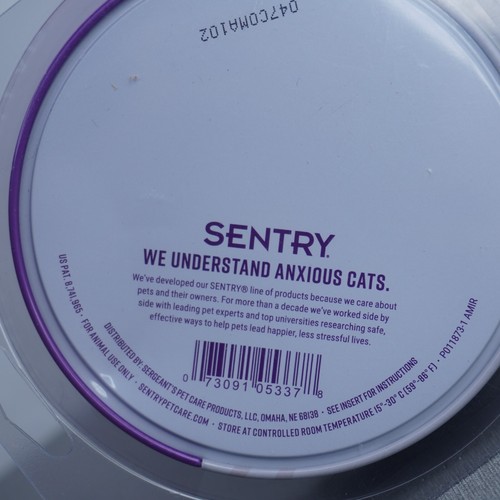 047COMA102
SENTRY®
WE UNDERSTAND ANXIOUS CATS.
We've developed our SENTRY® line of products because we care about
pets and their owners. For more than a decade we've worked side by
side with leading pet experts and top universities researching safe,
effective ways to help pets lead happier, less stressful lives.
0 73091 05337 8
US PAT. 8,741,965 • FOR ANIMAL USE ONLY • SENTRYPETCARE.COM • STORE AT CONTROLLED ROOM TEMPERATURE 15°-30° C (59°-86° F) • P011873-1 AMIR
DISTRIBUTED BY: SERGEANT'S PET CARE PRODUCTS, LLC, OMAHA, NE 68138 • SEE INSERT FOR INSTRUCTIONS